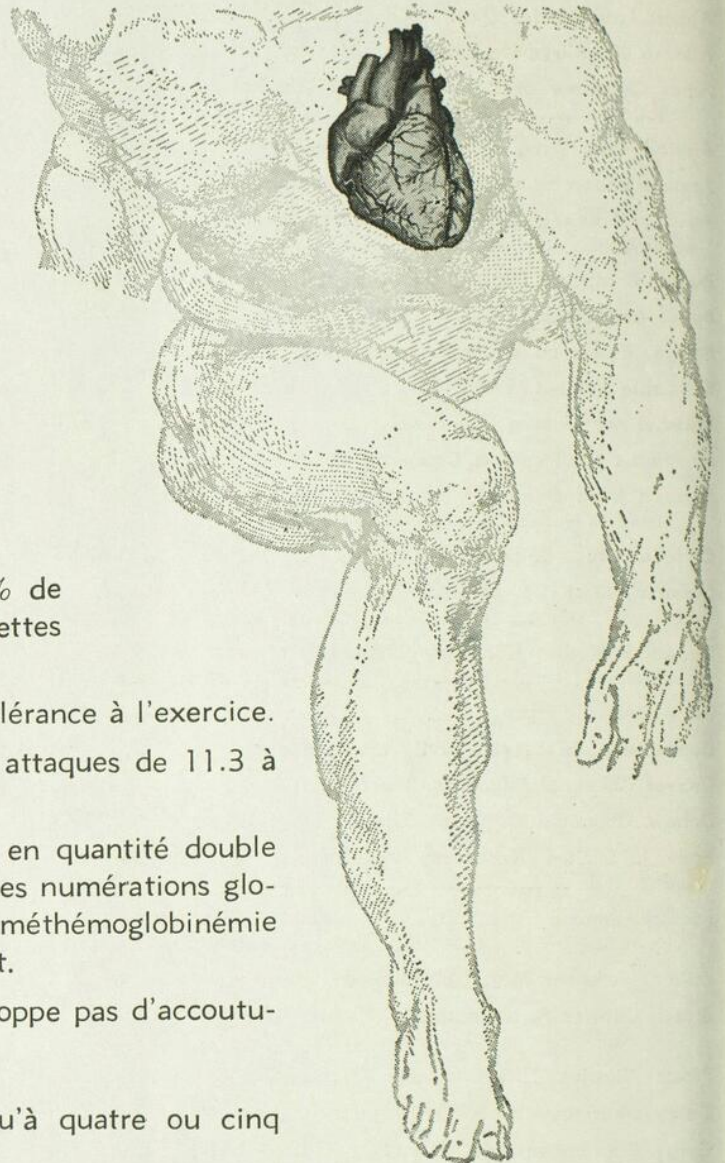 % de
ettes
lérance à l'exercice.
attaques de 11.3 à
en quantité double
es numérations glo-
méthémoglobinémie
t.
oppe pas d'accoutu-
u'à quatre ou cinq